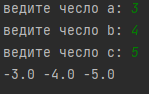 ведите чесло a: 3
ведите чесло b: 4
ведите чесло c: 5
-3.0 -4.0 -5.0